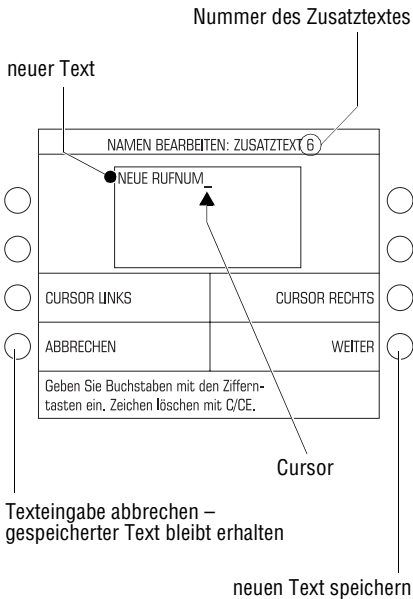 Nummer des Zusatztextes
neuer Text
NAMEN BEARBEITEN: ZUSATZTEXT 6
NEUE RUFNUM_
CURSOR LINKS
CURSOR RECHTS
ABBRECHEN
WEITER
Geben Sie Buchstaben mit den Ziffern-
tasten ein. Zeichen löschen mit C/CE.
Cursor
Texteingabe abbrechen –
gespeicherter Text bleibt erhalten
neuen Text speichern